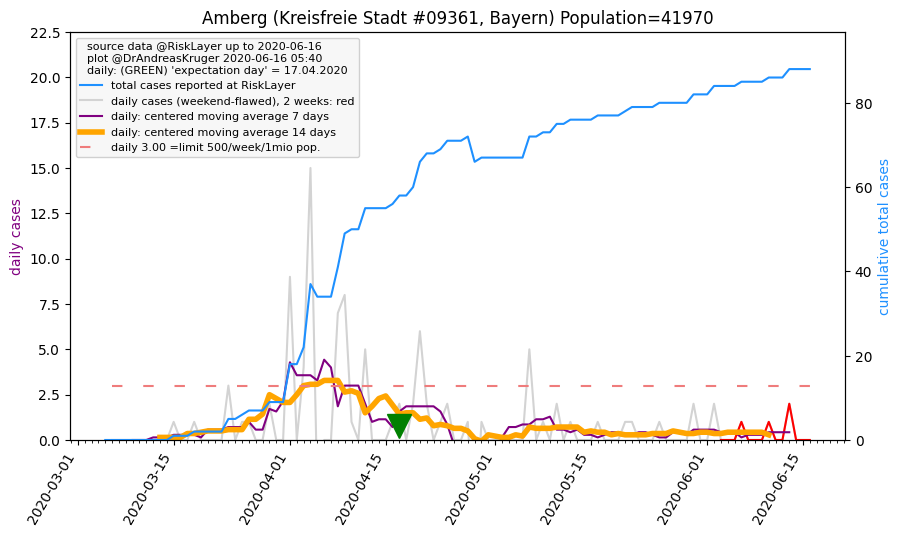 Amberg (Kreisfreie Stadt #09361, Bayern) Population=41970
source data @RiskLayer up to 2020-06-16
plot @DrAndreasKruger 2020-06-16 05:40
daily: (GREEN) 'expectation day' = 17.04.2020
total cases reported at RiskLayer
daily cases (weekend-flawed), 2 weeks: red
daily: centered moving average 7 days
daily: centered moving average 14 days
daily 3.00 =limit 500/week/1mio pop.
daily cases
22.5
20.0
17.5
15.0
12.5
10.0
7.5
5.0
2.5
0.0
cumulative total cases
80
60
40
20
0
2020-03-01
2020-03-15
2020-04-01
2020-04-15
2020-05-01
2020-05-15
2020-06-01
2020-06-15